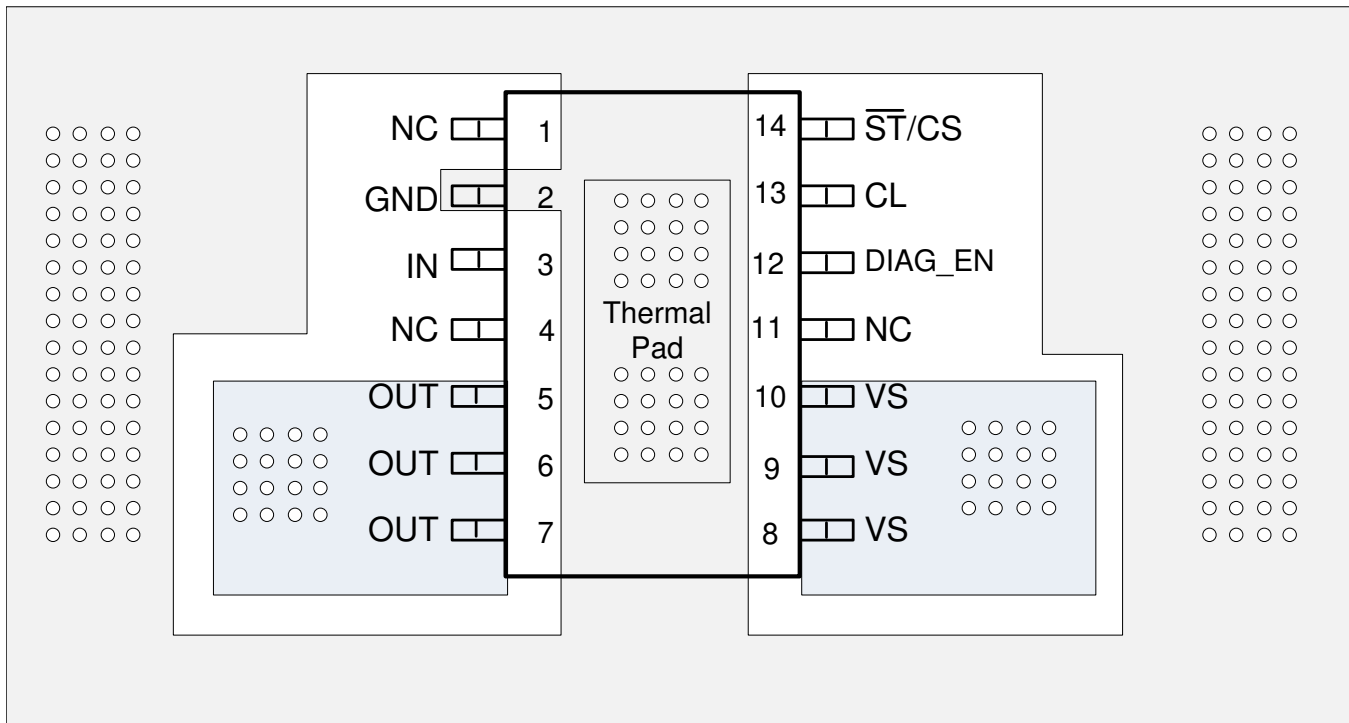 NC 1 14 S̅T̅/CS
GND 2 13 CL
IN 3 12 DIAG_EN
Thermal
NC 4 11 NC
Pad
OUT 5 10 VS
OUT 6 9 VS
OUT 7 8 VS